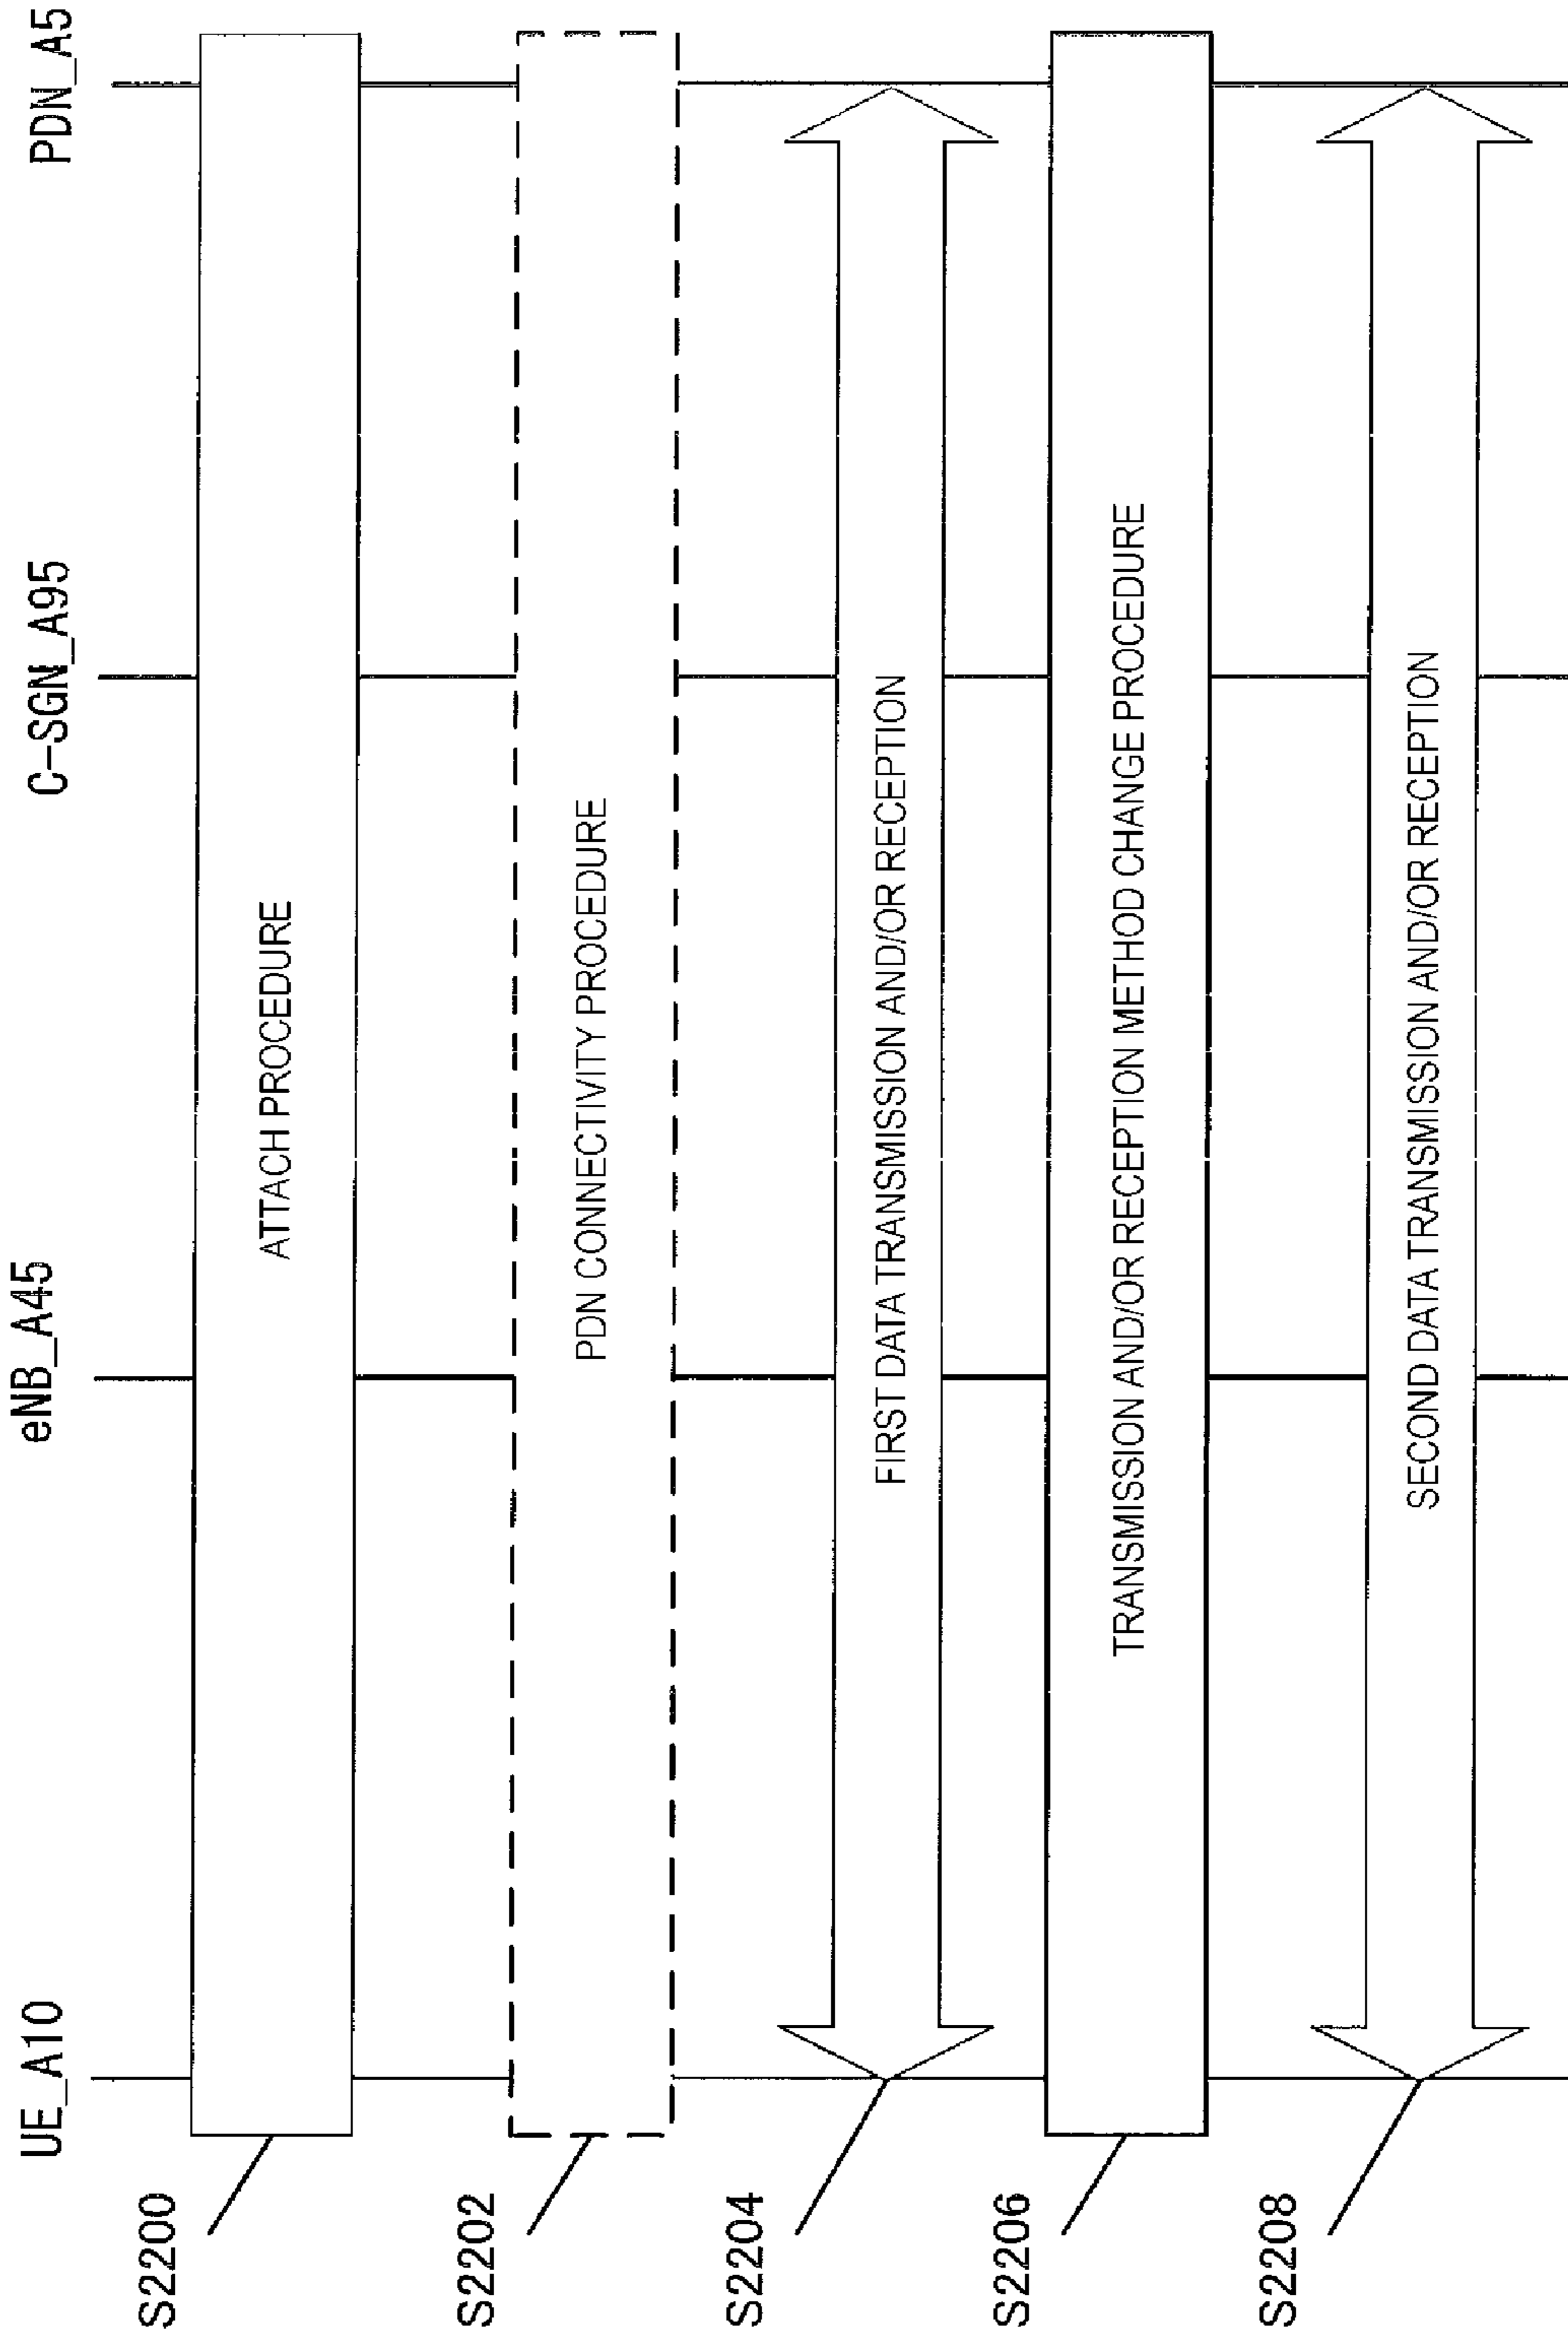 UE_A10
eNB_A45
C-SGN_A95
PDN_A5
S2200
ATTACH PROCEDURE
S2202
PDN CONNECTIVITY PROCEDURE
S2204
FIRST DATA TRANSMISSION AND/OR RECEPTION
S2206
TRANSMISSION AND/OR RECEPTION METHOD CHANGE PROCEDURE
S2208
SECOND DATA TRANSMISSION AND/OR RECEPTION